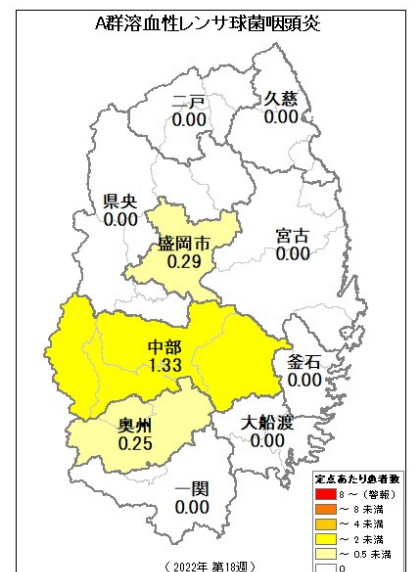 A群溶血性レンサ球菌咽頭炎
二戸
0.00
久慈
0.00
県央
0.00
盛岡市
0.29
宮古
0.00
中部
1.33
釜石
0.00
奥州
0.25
大船渡
0.00
一関
0.00
定点あたり患者数
8 ～ (警報)
～ 8 未満
～ 4 未満
～ 2 未満
～ 0.5 未満
0
( 2022年 第18週 )